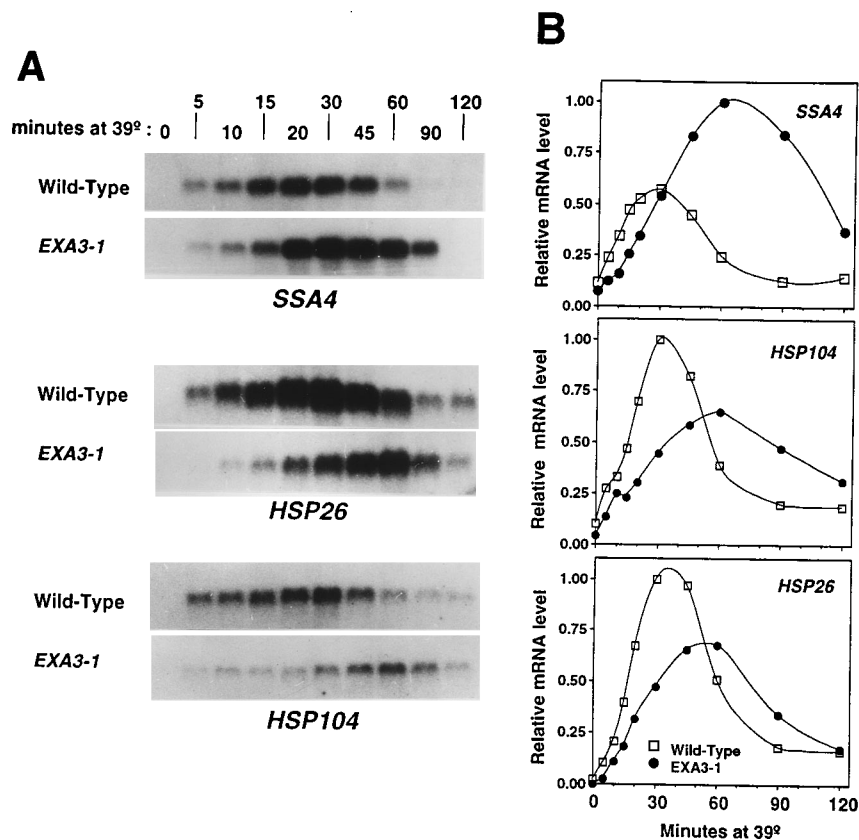 A
5 15 30 60 120
minutes at 39º : 0 10 20 45 90
Wild-Type
EXA3-1
SSA4
Wild-Type
EXA3-1
HSP26
Wild-Type
EXA3-1
HSP104
B
SSA4
1.00
0.75
0.50
0.25
0.00
Relative mRNA level
HSP104
1.00
0.75
0.50
0.25
0.00
Relative mRNA level
HSP26
1.00
0.75
0.50
0.25
0.00
Relative mRNA level
Wild-Type
EXA3-1
0 30 60 90 120
Minutes at 39º